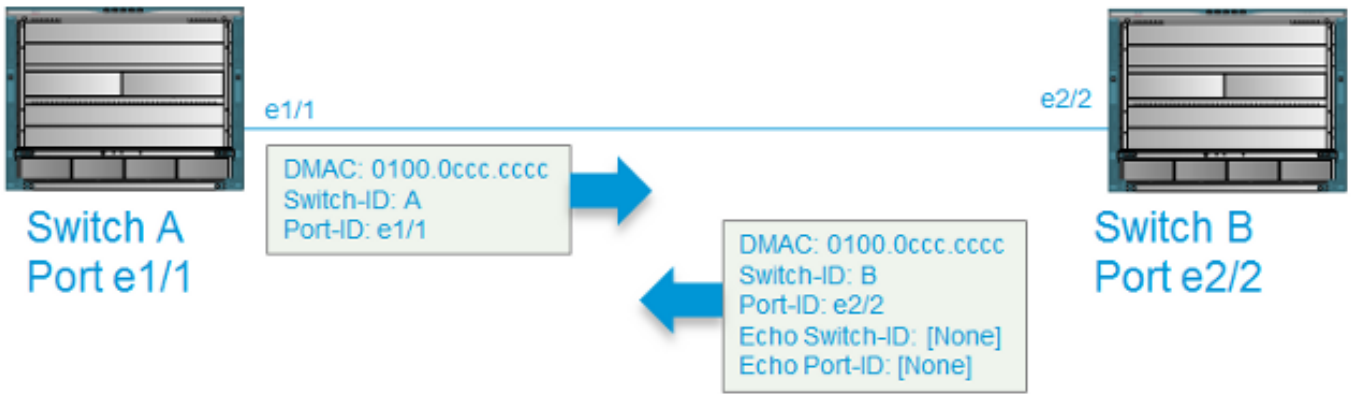 e1/1
e2/2
DMAC: 0100.0ccc.cccc
Switch-ID: A
Port-ID: e1/1
Switch A
Port e1/1
DMAC: 0100.0ccc.cccc
Switch-ID: B
Port-ID: e2/2
Echo Switch-ID: [None]
Echo Port-ID: [None]
Switch B
Port e2/2